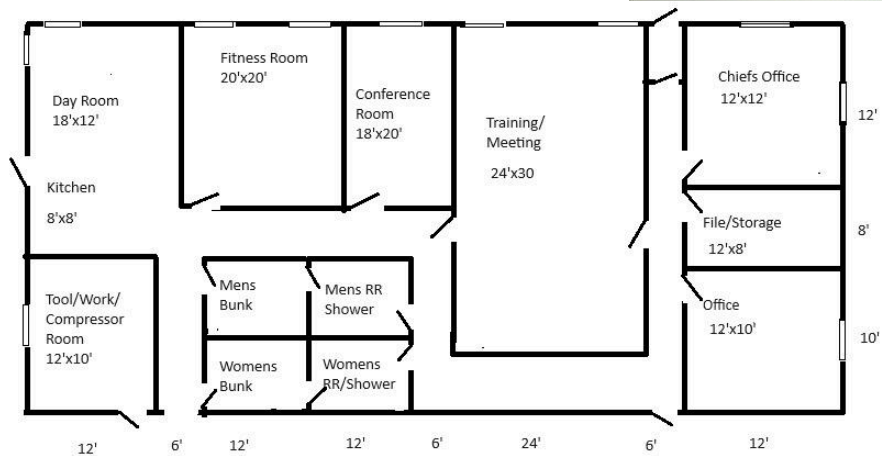 Day Room
18'x12'
Kitchen
8'x8'
Fitness Room
20'x20'
Conference
Room
18'x20'
Training/
Meeting
24'x30
Chiefs Office
12'x12'
12'
File/Storage
12'x8'
8'
Office
12'x10'
10'
Tool/Work/
Compressor
Room
12'x10'
Mens
Bunk
Mens RR
Shower
Womens
Bunk
Womens
RR/Shower
12'
6'
12'
12'
6'
24'
6'
12'